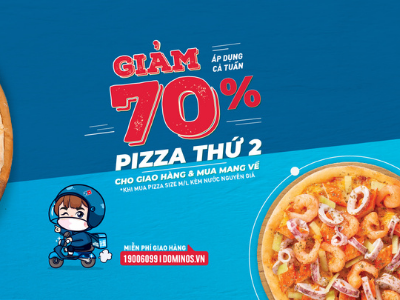 GIẢM
ÁP DỤNG
CẢ TUẦN
70%
PIZZA THỨ 2
CHO GIAO HÀNG & MUA MANG VỀ
*KHI MUA PIZZA SIZE M/L KÈM NƯỚC NGUYÊN GIÁ
MIỄN PHÍ GIAO HÀNG
19006099 | DOMINOS.VN